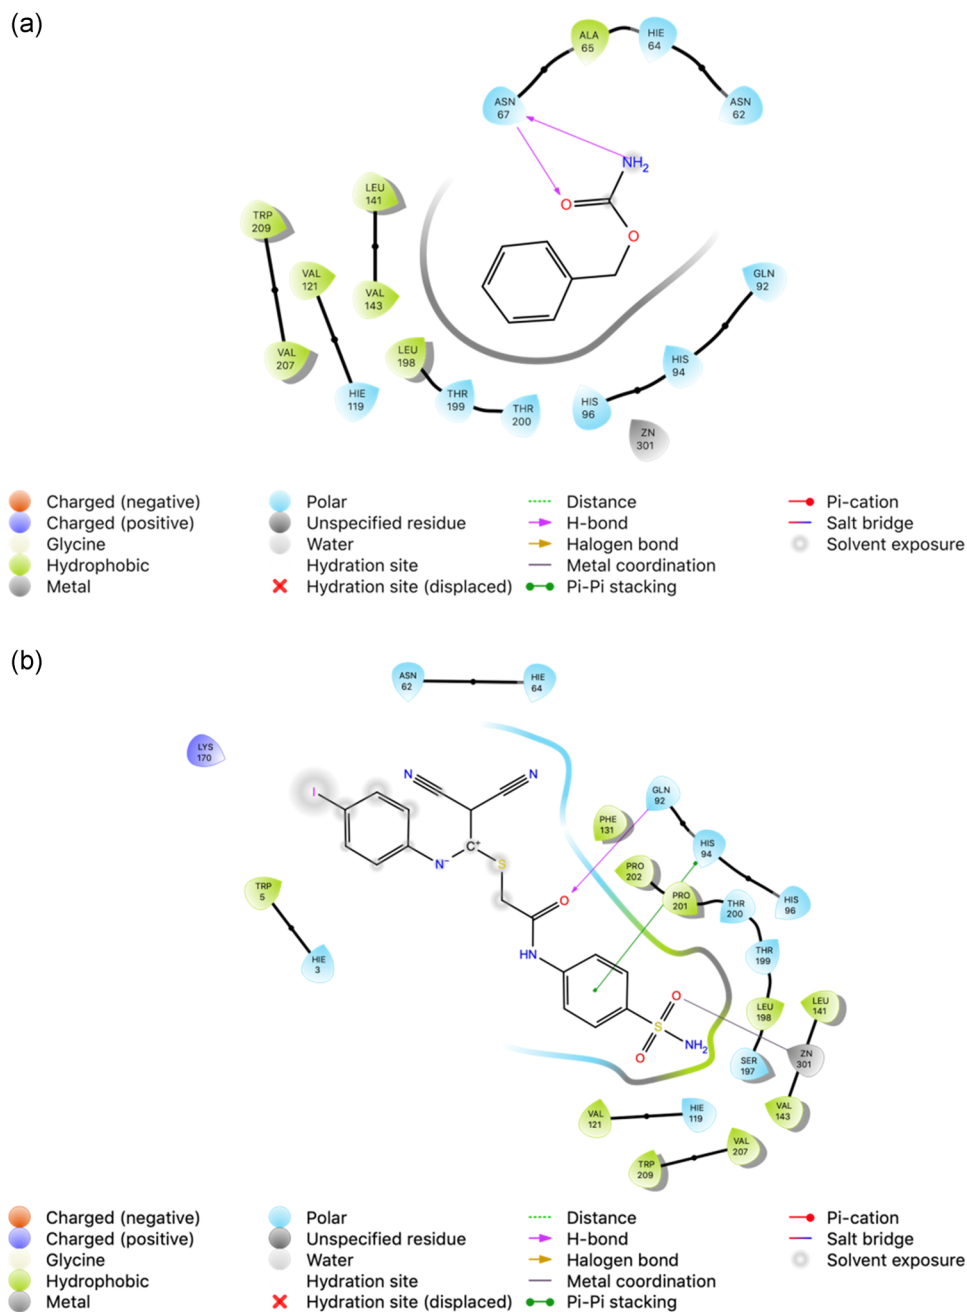 (a)
ALA
65
HIE
64
ASN
67
ASN
62
NH2
O
O
LEU
141
TRP
209
VAL
121
VAL
143
GLN
92
VAL
207
LEU
198
HIS
94
HIE
119
THR
199
THR
200
HIS
96
ZN
301
Charged (negative)
Charged (positive)
Glycine
Hydrophobic
Metal
Polar
Unspecified residue
Water
Hydration site
Hydration site (displaced)
Distance
H-bond
Halogen bond
Metal coordination
Pi-Pi stacking
Pi-cation
Salt bridge
Solvent exposure
(b)
ASN
62
HIE
64
LYS
170
N
N
I
GLN
92
PHE
131
HIS
94
C+
N−
S
PRO
202
PRO
201
THR
200
HIS
96
TRP
5
O
HIE
3
HN
THR
199
O
S
O
NH2
LEU
198
LEU
141
SER
197
ZN
301
VAL
121
HIE
119
VAL
143
TRP
209
VAL
207
Charged (negative)
Charged (positive)
Glycine
Hydrophobic
Metal
Polar
Unspecified residue
Water
Hydration site
Hydration site (displaced)
Distance
H-bond
Halogen bond
Metal coordination
Pi-Pi stacking
Pi-cation
Salt bridge
Solvent exposure